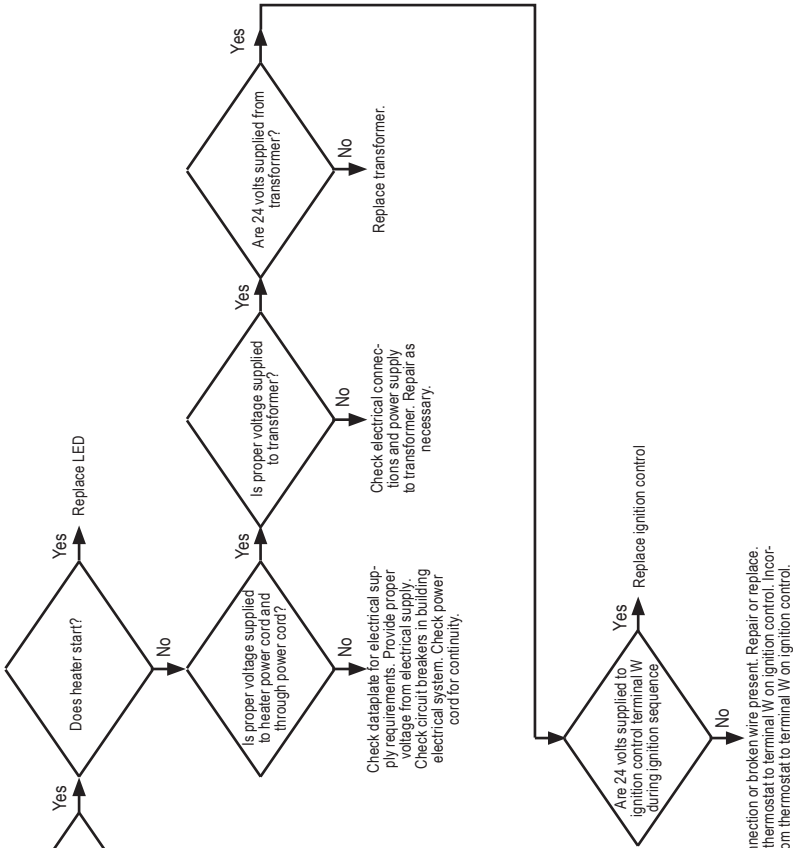 Yes
Does heater start?
Yes
Replace LED
No
Is proper voltage supplied
to heater power cord and
through power cord?
Yes
No
Check dataplate for electrical sup-
ply requirements. Provide proper
voltage from electrical supply.
Check circuit breakers in building
electrical system. Check power
cord for continuity.
Is proper voltage supplied
to transformer?
Yes
No
Check electrical connec-
tions and power supply
to transformer. Repair as
necessary.
Are 24 volts supplied from
transformer?
Yes
No
Replace transformer.
Are 24 volts supplied to
ignition control terminal W
during ignition sequence
Yes
Replace ignition control
No
or broken wire present. Repair or replace.
thermostat to terminal W on ignition control. Incor-
thermostat to terminal W on ignition control.